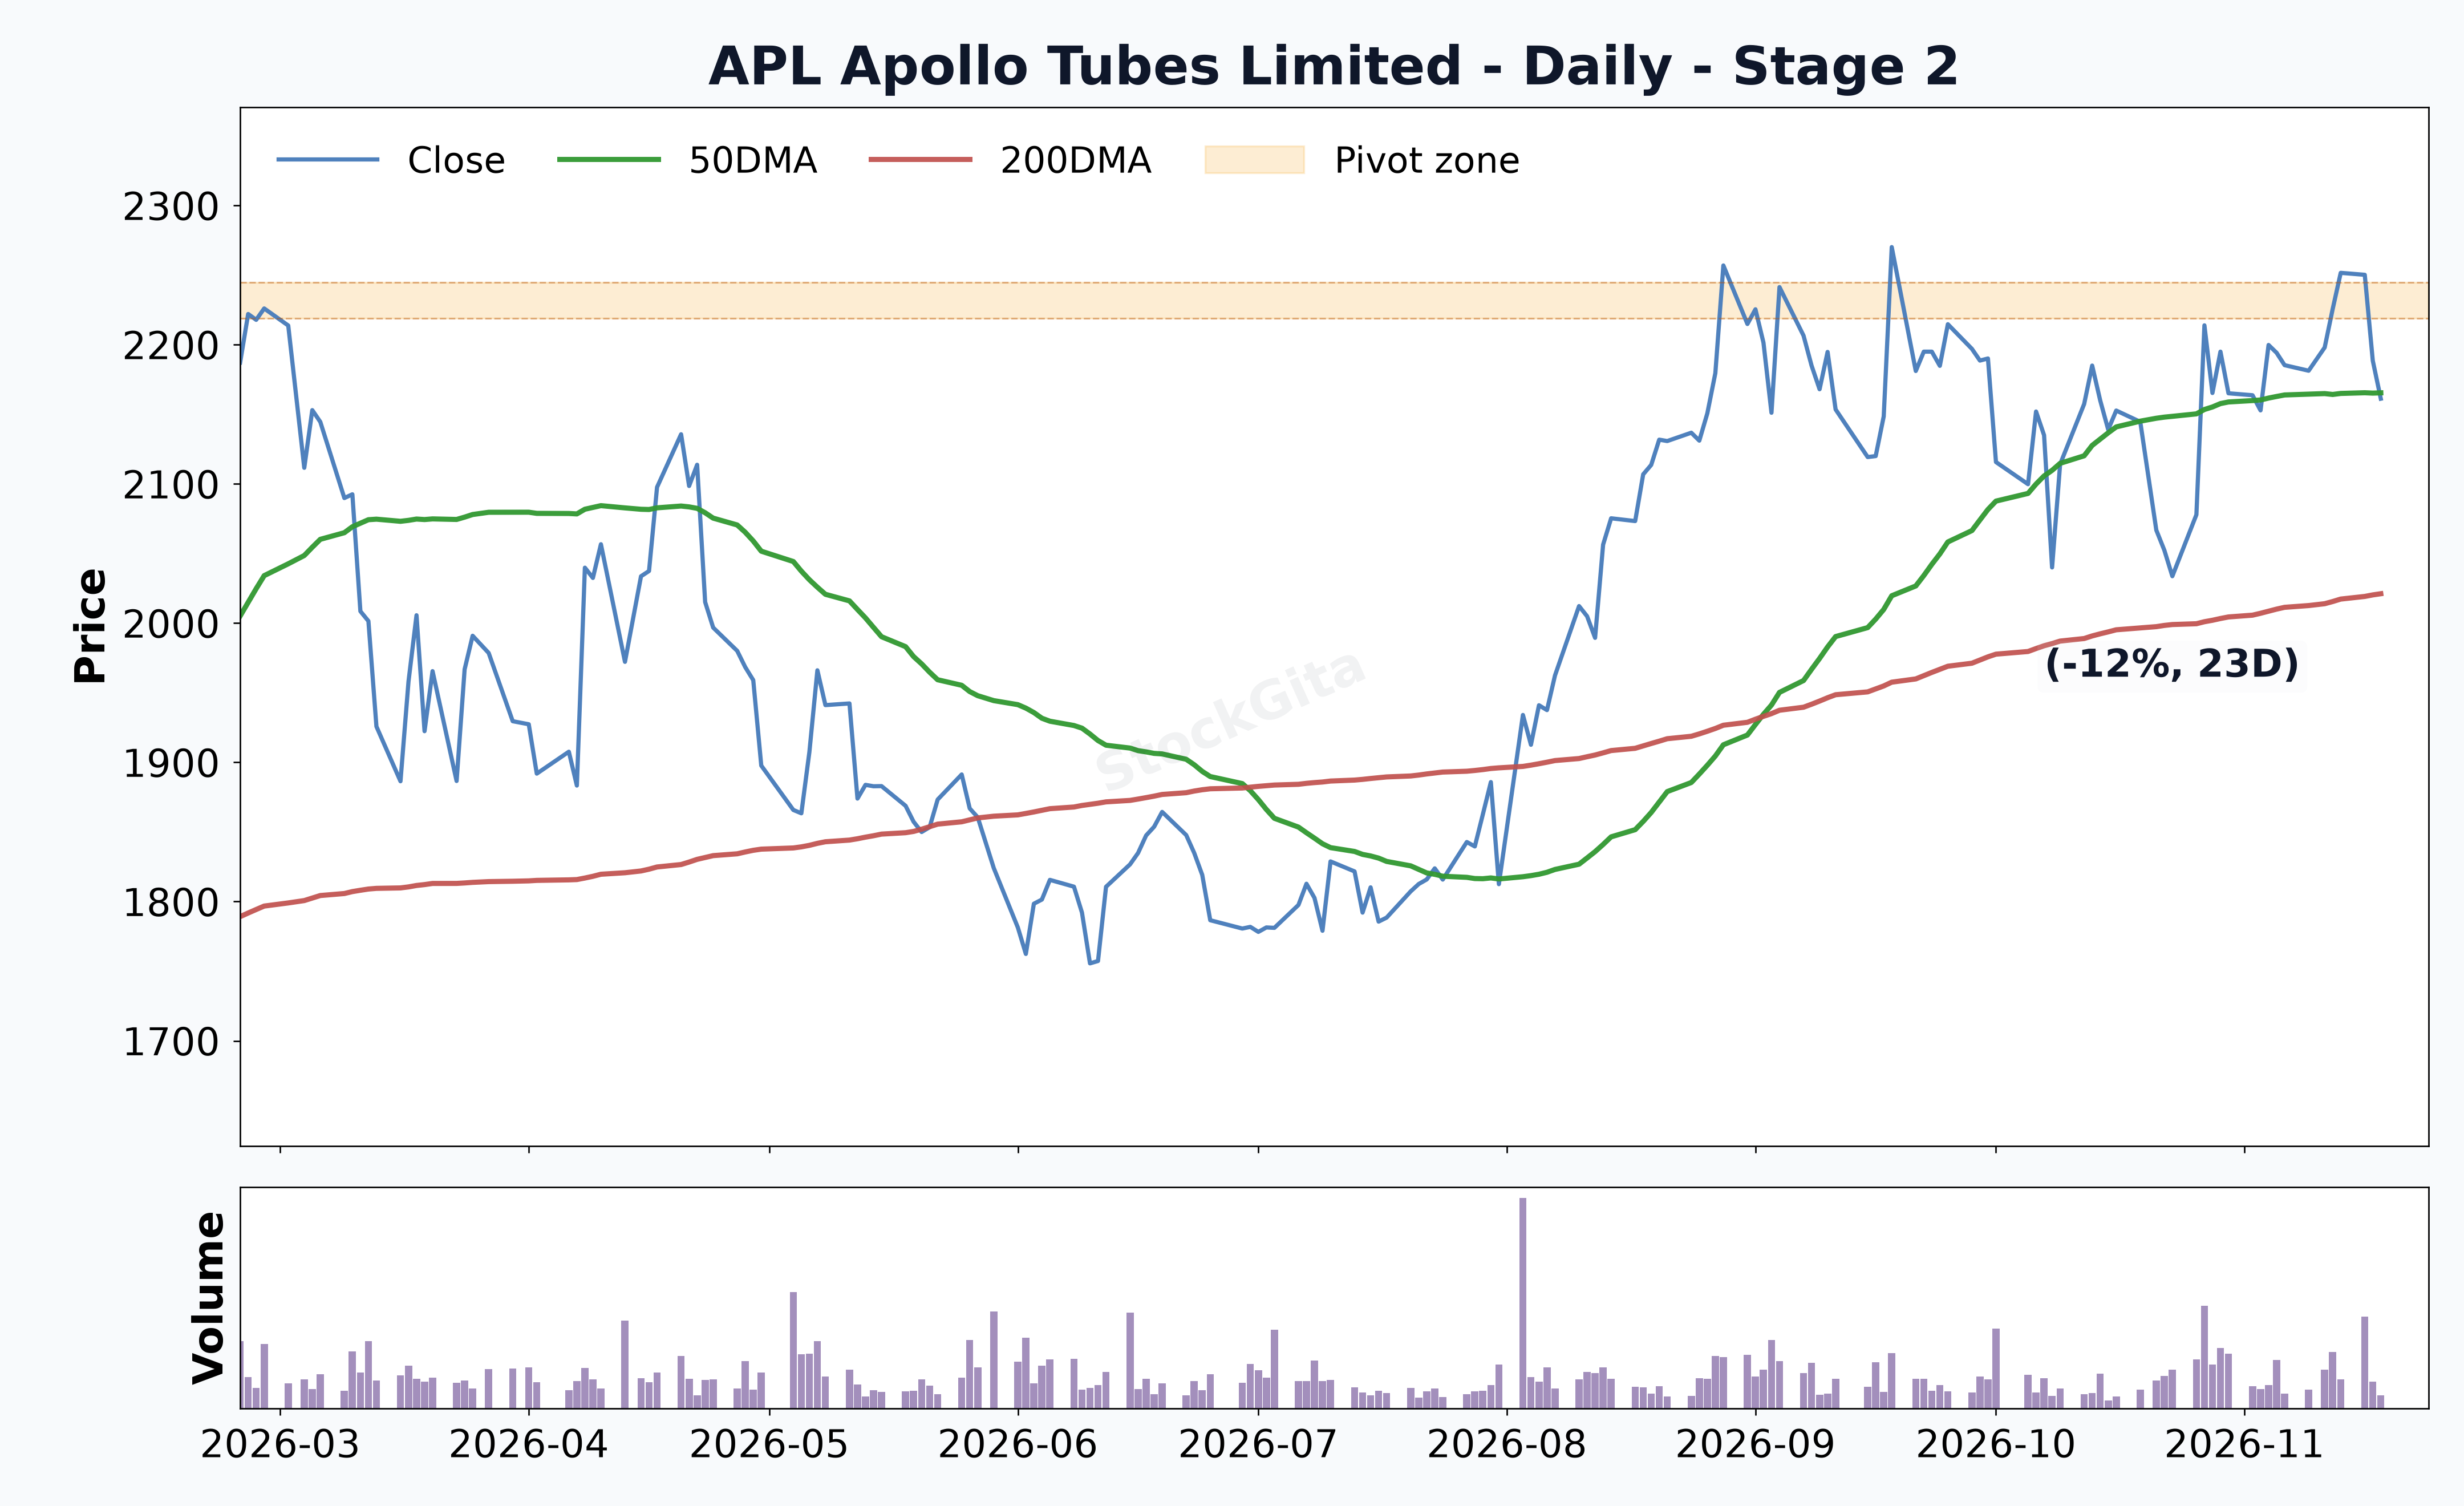 APL Apollo Tubes Limited - Daily - Stage 2
Close 50DMA 200DMA Pivot zone
2300
2200
2100
2000
1900
1800
1700
Price
(-12%, 23D)
StockGita
Volume
2026-03 2026-04 2026-05 2026-06 2026-07 2026-08 2026-09 2026-10 2026-11